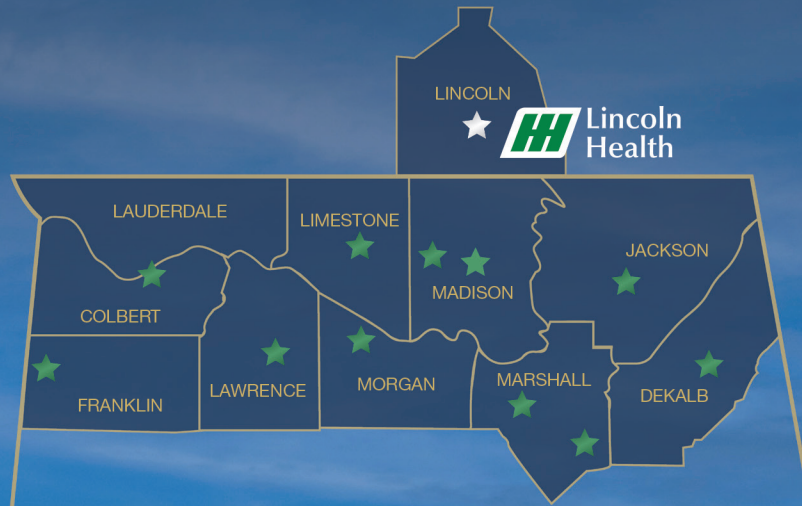 LINCOLN
Lincoln
Health
LAUDERDALE
LIMESTONE
JACKSON
MADISON
COLBERT
MARSHALL
MORGAN
LAWRENCE
DEKALB
FRANKLIN